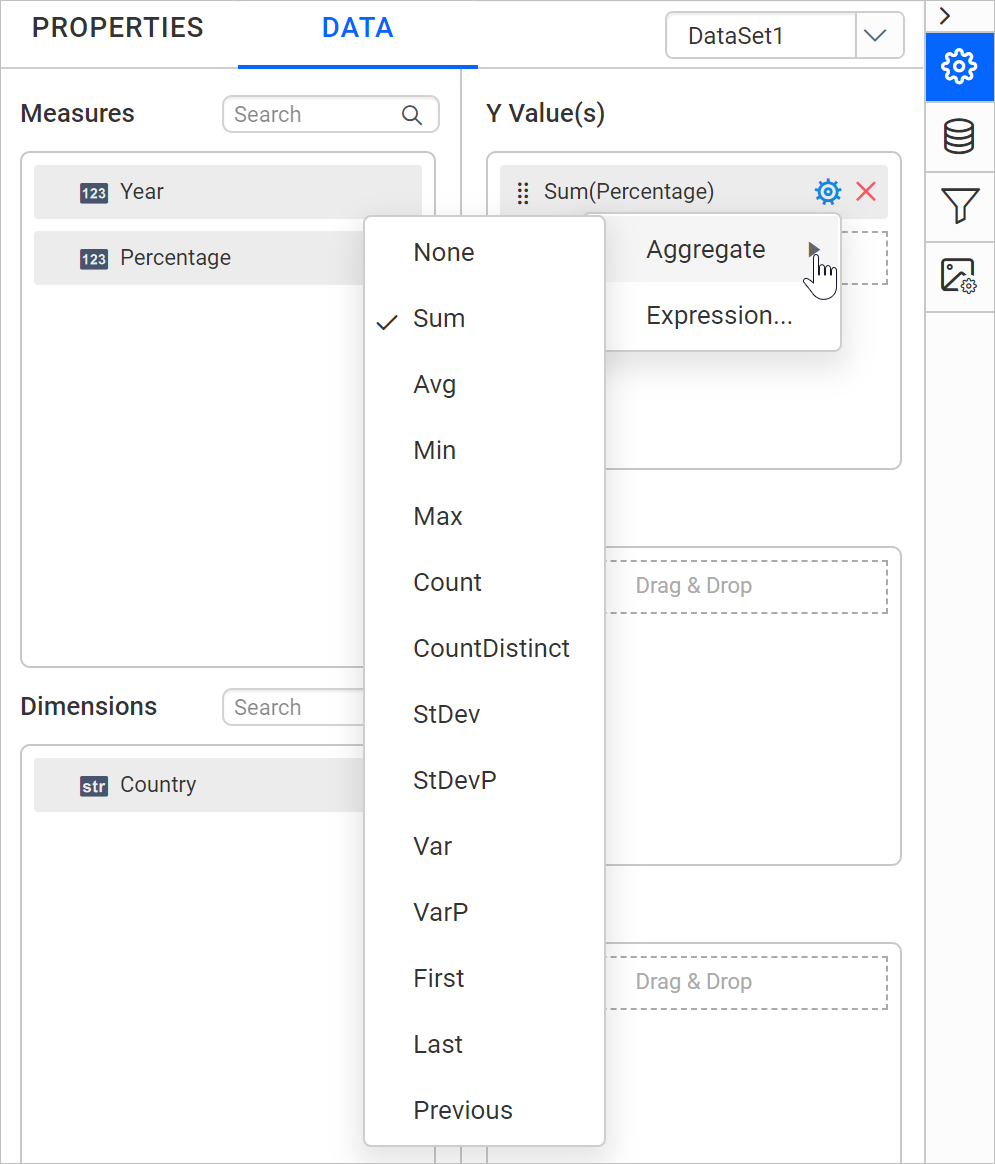 PROPERTIES
DATA
DataSet1
Measures
Search
123 Year
123 Percentage
Dimensions
Search
str Country
Y Value(s)
Sum(Percentage)
Aggregate
Expression...
None
Sum
Avg
Min
Max
Count
CountDistinct
StDev
StDevP
Var
VarP
First
Last
Previous
Drag & Drop
Drag & Drop